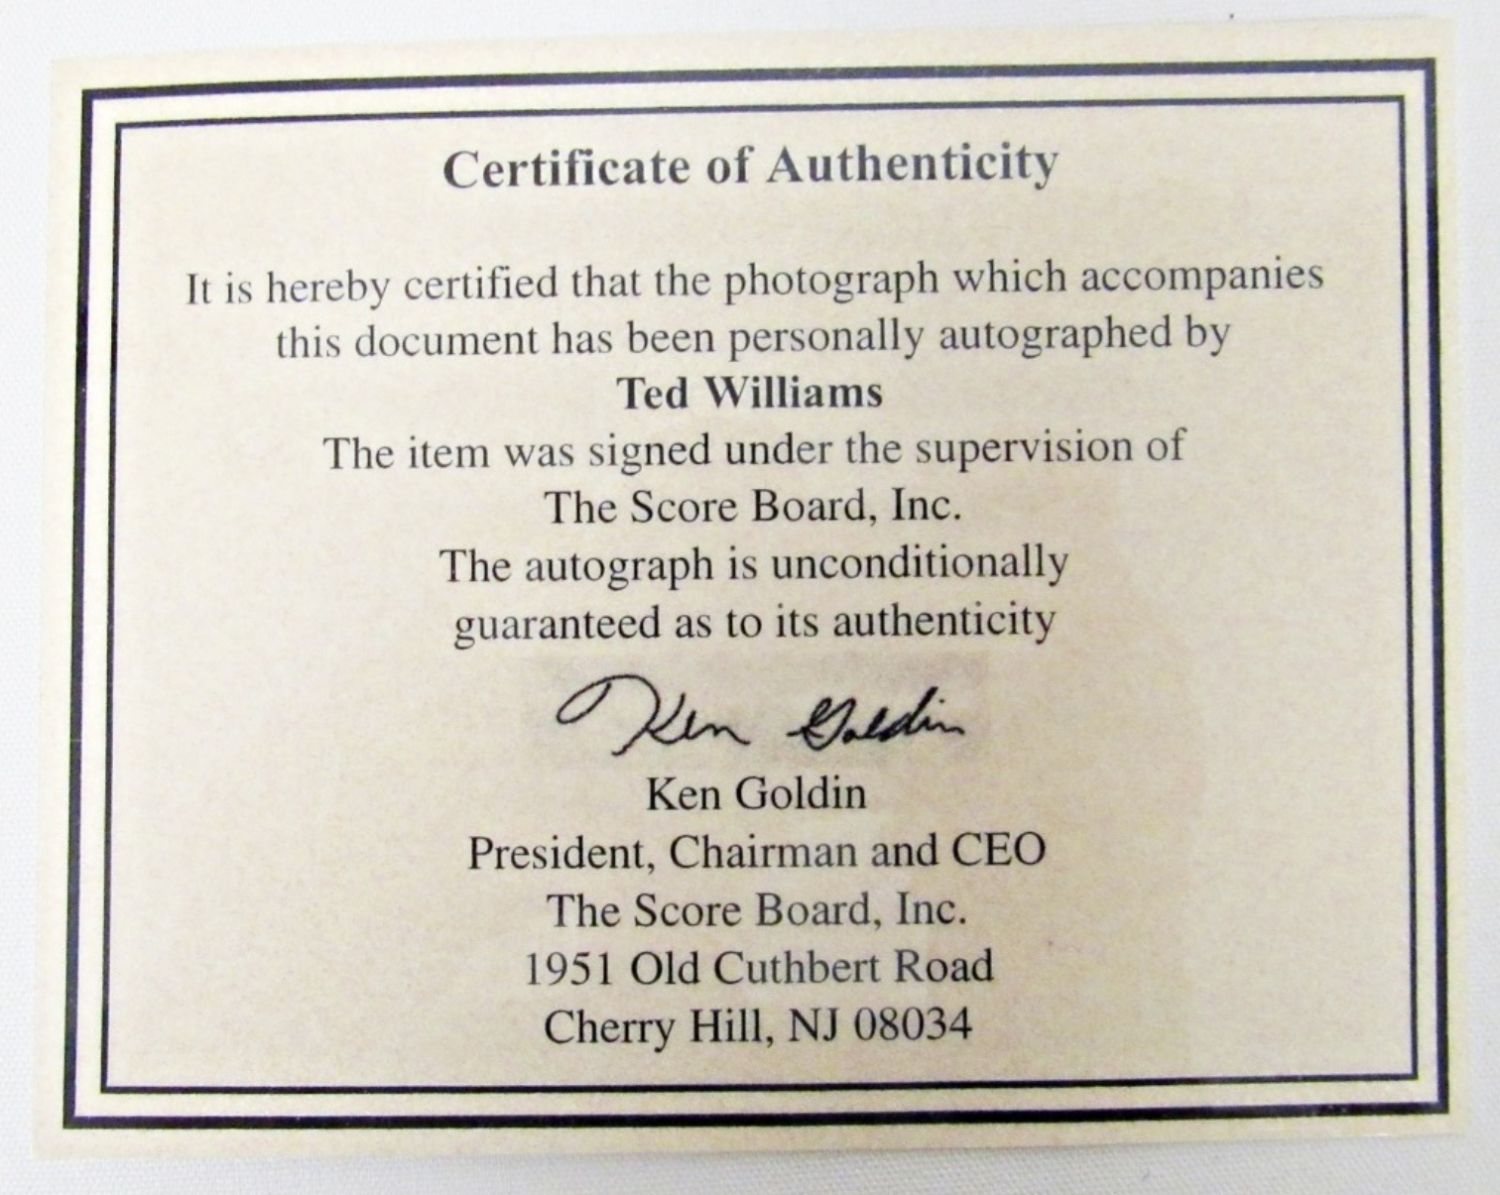 Certificate of Authenticity
It is hereby certified that the photograph which accompanies
this document has been personally autographed by
Ted Williams
The item was signed under the supervision of
The Score Board, Inc.
The autograph is unconditionally
guaranteed as to its authenticity
Ken Goldin
Ken Goldin
President, Chairman and CEO
The Score Board, Inc.
1951 Old Cuthbert Road
Cherry Hill, NJ 08034